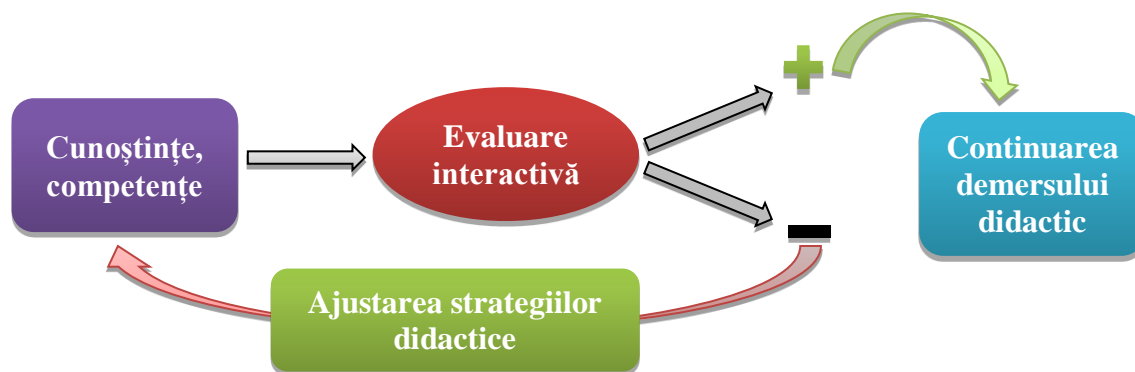 Cunoștințe,
competențe
Evaluare
interactivă
Continuarea
demersului
didactic
Ajustarea strategiilor
didactice